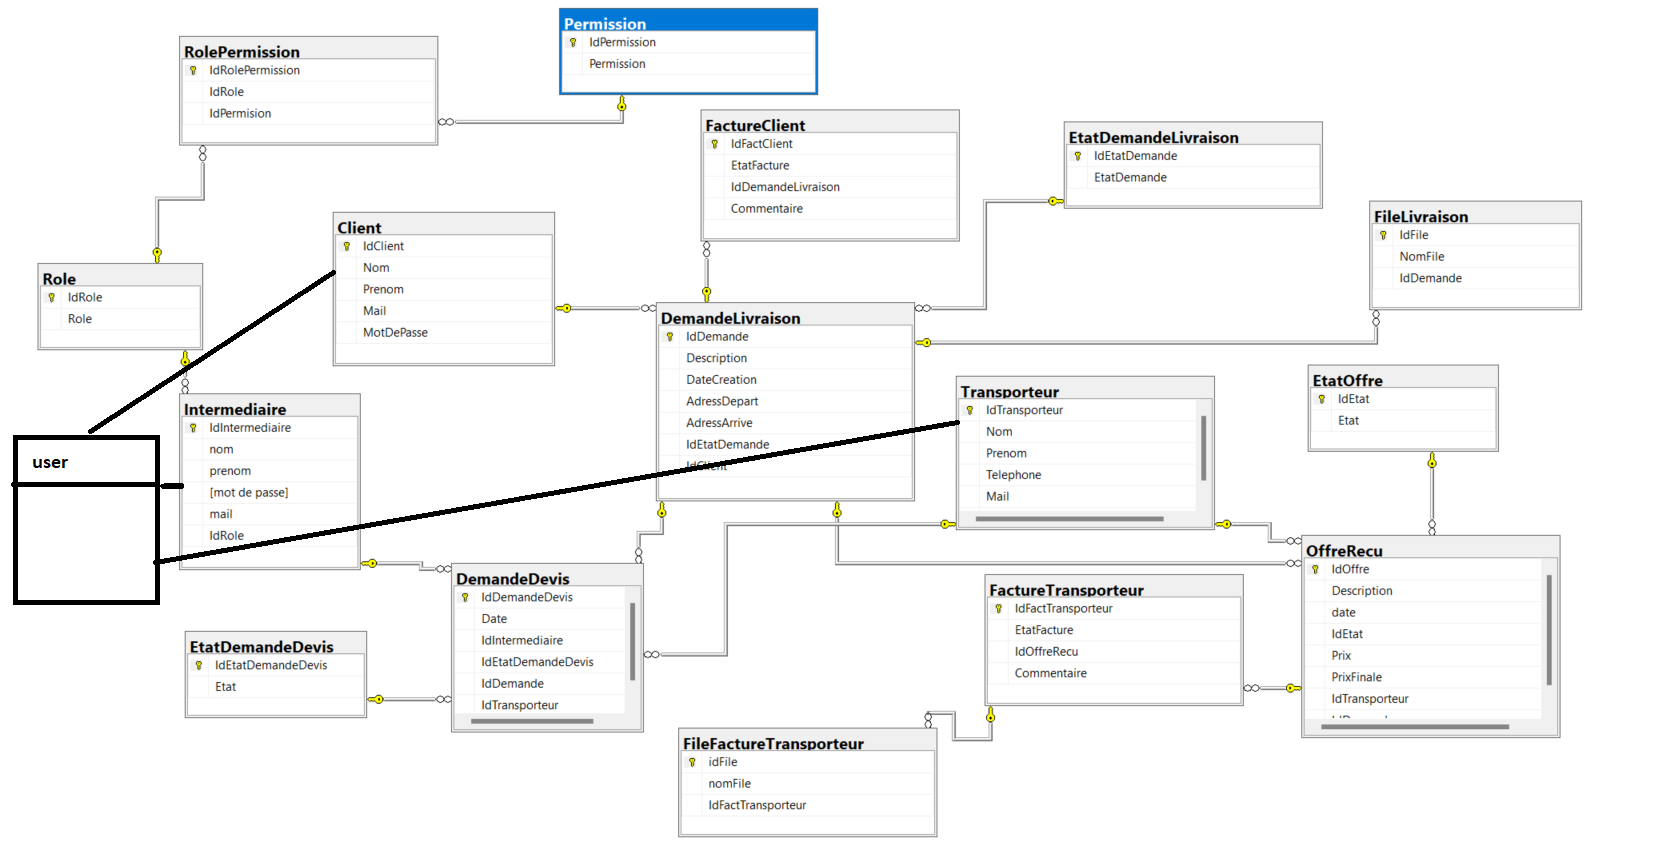 Permission
IdPermission
Permission
RolePermission
IdRolePermission
IdRole
IdPermision
FactureClient
IdFactClient
EtatFacture
IdDemandeLivraison
Commentaire
EtatDemandeLivraison
IdEtatDemande
EtatDemande
FileLivraison
IdFile
NomFile
IdDemande
Client
IdClient
Nom
Prenom
Mail
MotDePasse
Role
IdRole
Role
DemandeLivraison
IdDemande
Description
DateCreation
AdressDepart
AdressArrive
IdEtatDemande
IdClient
Transporteur
IdTransporteur
Nom
Prenom
Telephone
Mail
EtatOffre
IdEtat
Etat
Intermediaire
IdIntermediaire
nom
prenom
[mot de passe]
mail
IdRole
user
OffreRecu
IdOffre
Description
date
IdEtat
Prix
PrixFinale
IdTransporteur
DemandeDevis
IdDemandeDevis
Date
IdIntermediaire
IdEtatDemandeDevis
IdDemande
IdTransporteur
FactureTransporteur
IdFactTransporteur
EtatFacture
IdOffreRecu
Commentaire
EtatDemandeDevis
IdEtatDemandeDevis
Etat
FileFactureTransporteur
idFile
nomFile
IdFactTransporteur